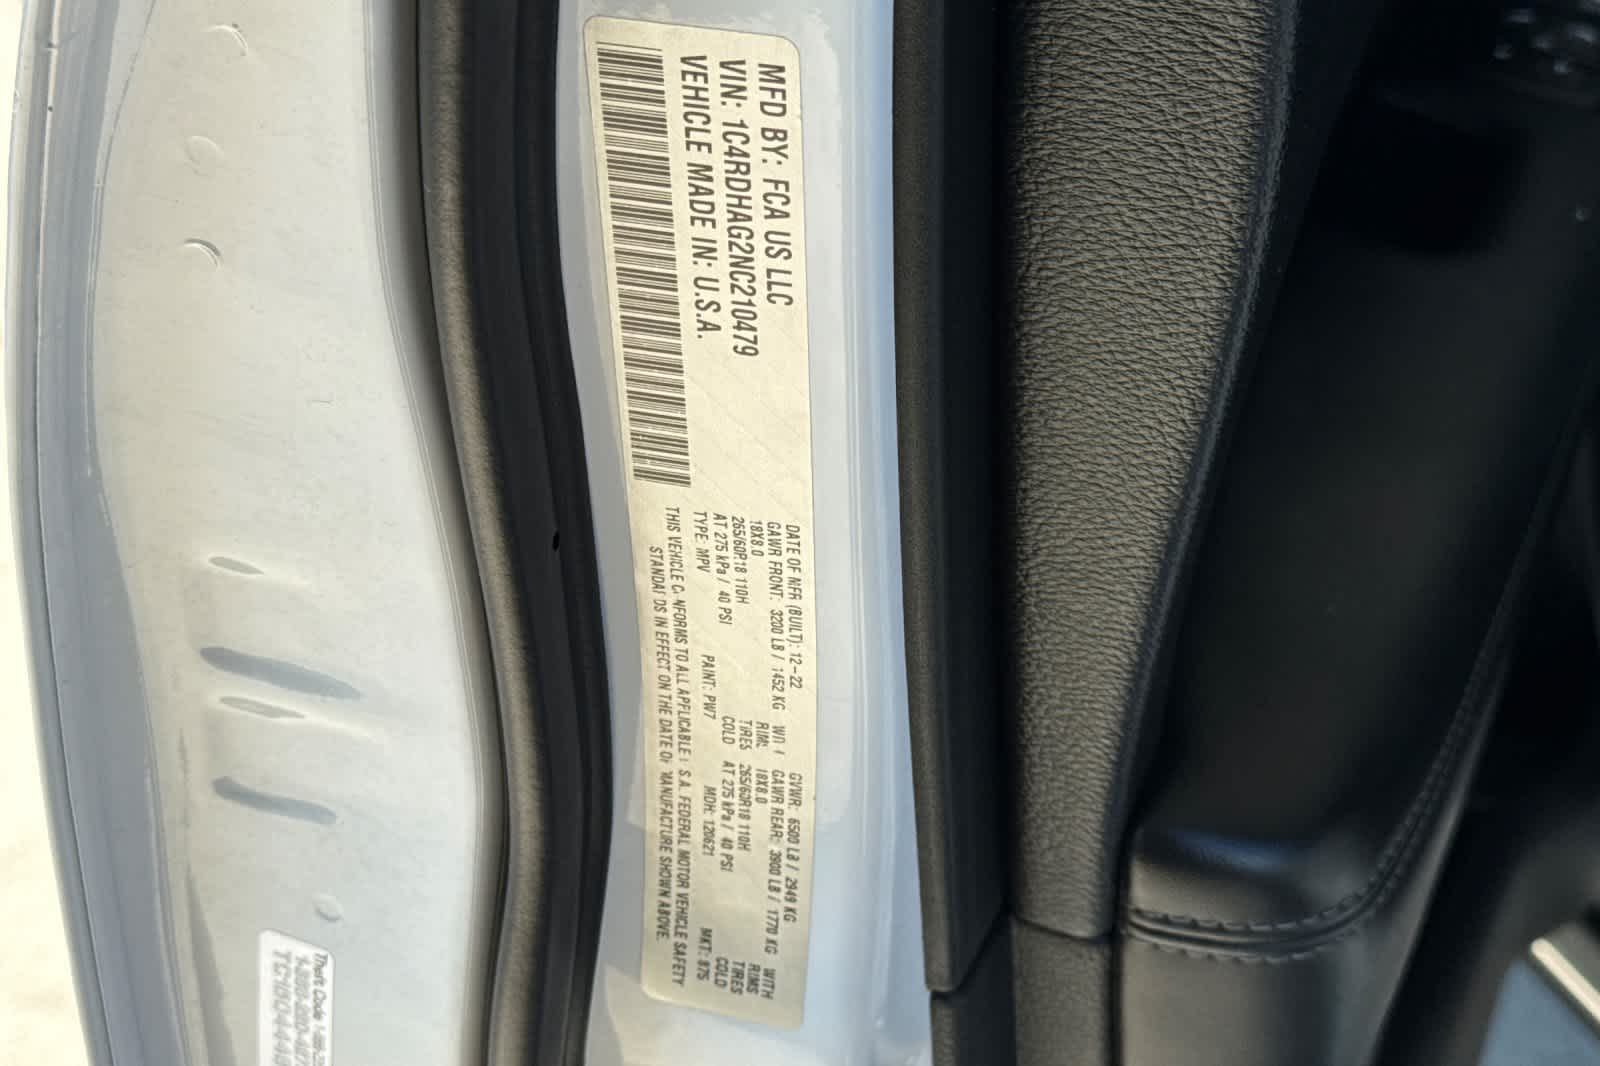 MFD BY: FCA US LLC
VIN: 1C4RDHAG2NC210479
VEHICLE MADE IN: U.S.A.
DATE OF MFR (BUILT): 12-22 GVWR: 6500 LB / 2949 KG
GAWR FRONT: 3200 LB / 1452 KG GAWR REAR: 3900 LB / 1770 KG WITH
18X8.0 18X8.0 RIMS
265/60R18 110H TIRES 265/60R18 110H TIRES
AT 275 kPa / 40 PSI COLD AT 275 kPa / 40 PSI COLD
TYPE: MPV PAINT: PW7 MDH: 120621 MKT: 875
THIS VEHICLE CONFORMS TO ALL APPLICABLE U.S.A. FEDERAL MOTOR VEHICLE SAFETY
STANDARDS IN EFFECT ON THE DATE OF MANUFACTURE SHOWN ABOVE.
Theft Code